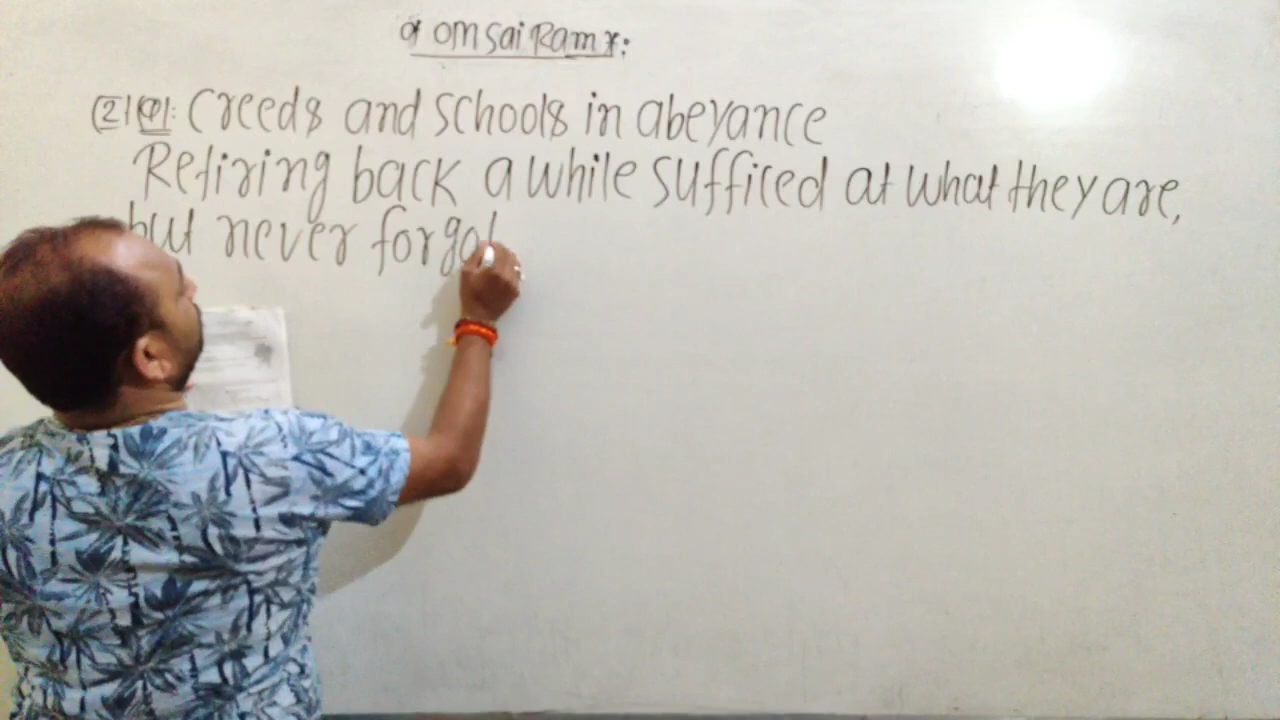 * OM Sai Ram *:
(2)(Q): Creeds and schools in abeyance
Retiring back a while sufficed at what they are,
but never forgot